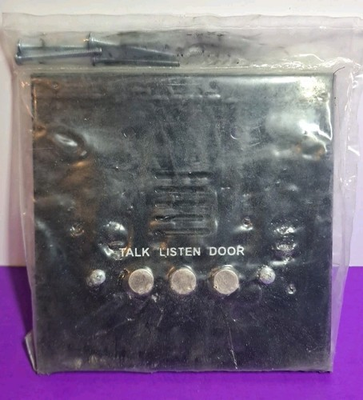 TALK LISTEN DOOR